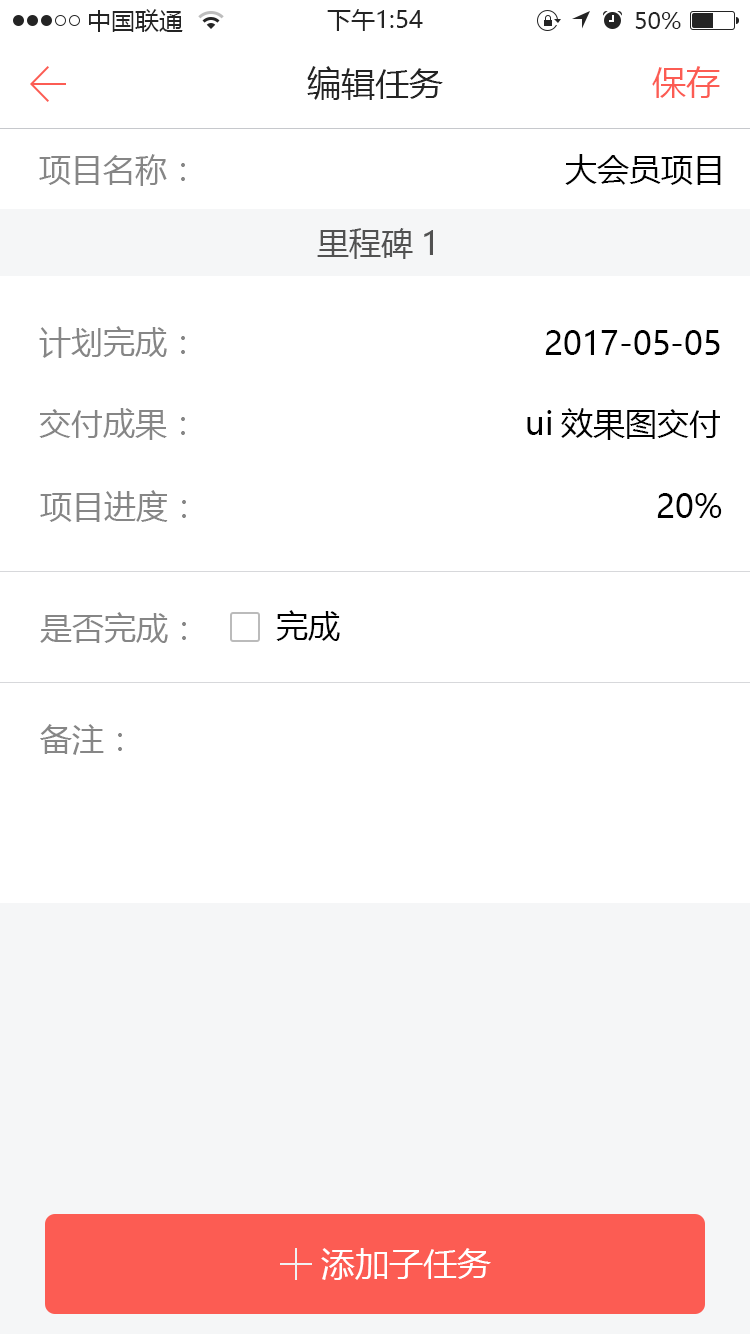 中国联通 下午1:54 50%
编辑任务 保存
项目名称： 大会员项目
里程碑 1
计划完成： 2017-05-05
交付成果： ui 效果图交付
项目进度： 20%
是否完成： 完成
备注：
添加子任务